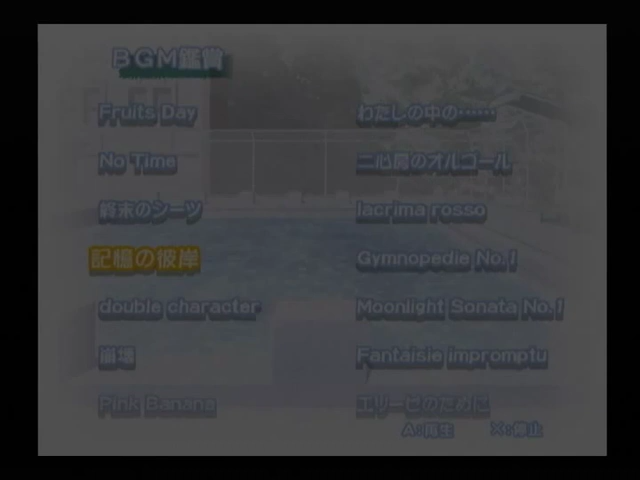 BGM鑑賞
Fruits Day
No Time
終末のシーツ
記憶の彼岸
double character
崩壊
Pink Banana
わたしの中の……
二心房のオルゴール
lacrima rosso
Gymnopedie No.1
Moonlight Sonata No.1
Fantaisie impromptu
エリーゼのために
A:再生 X:停止